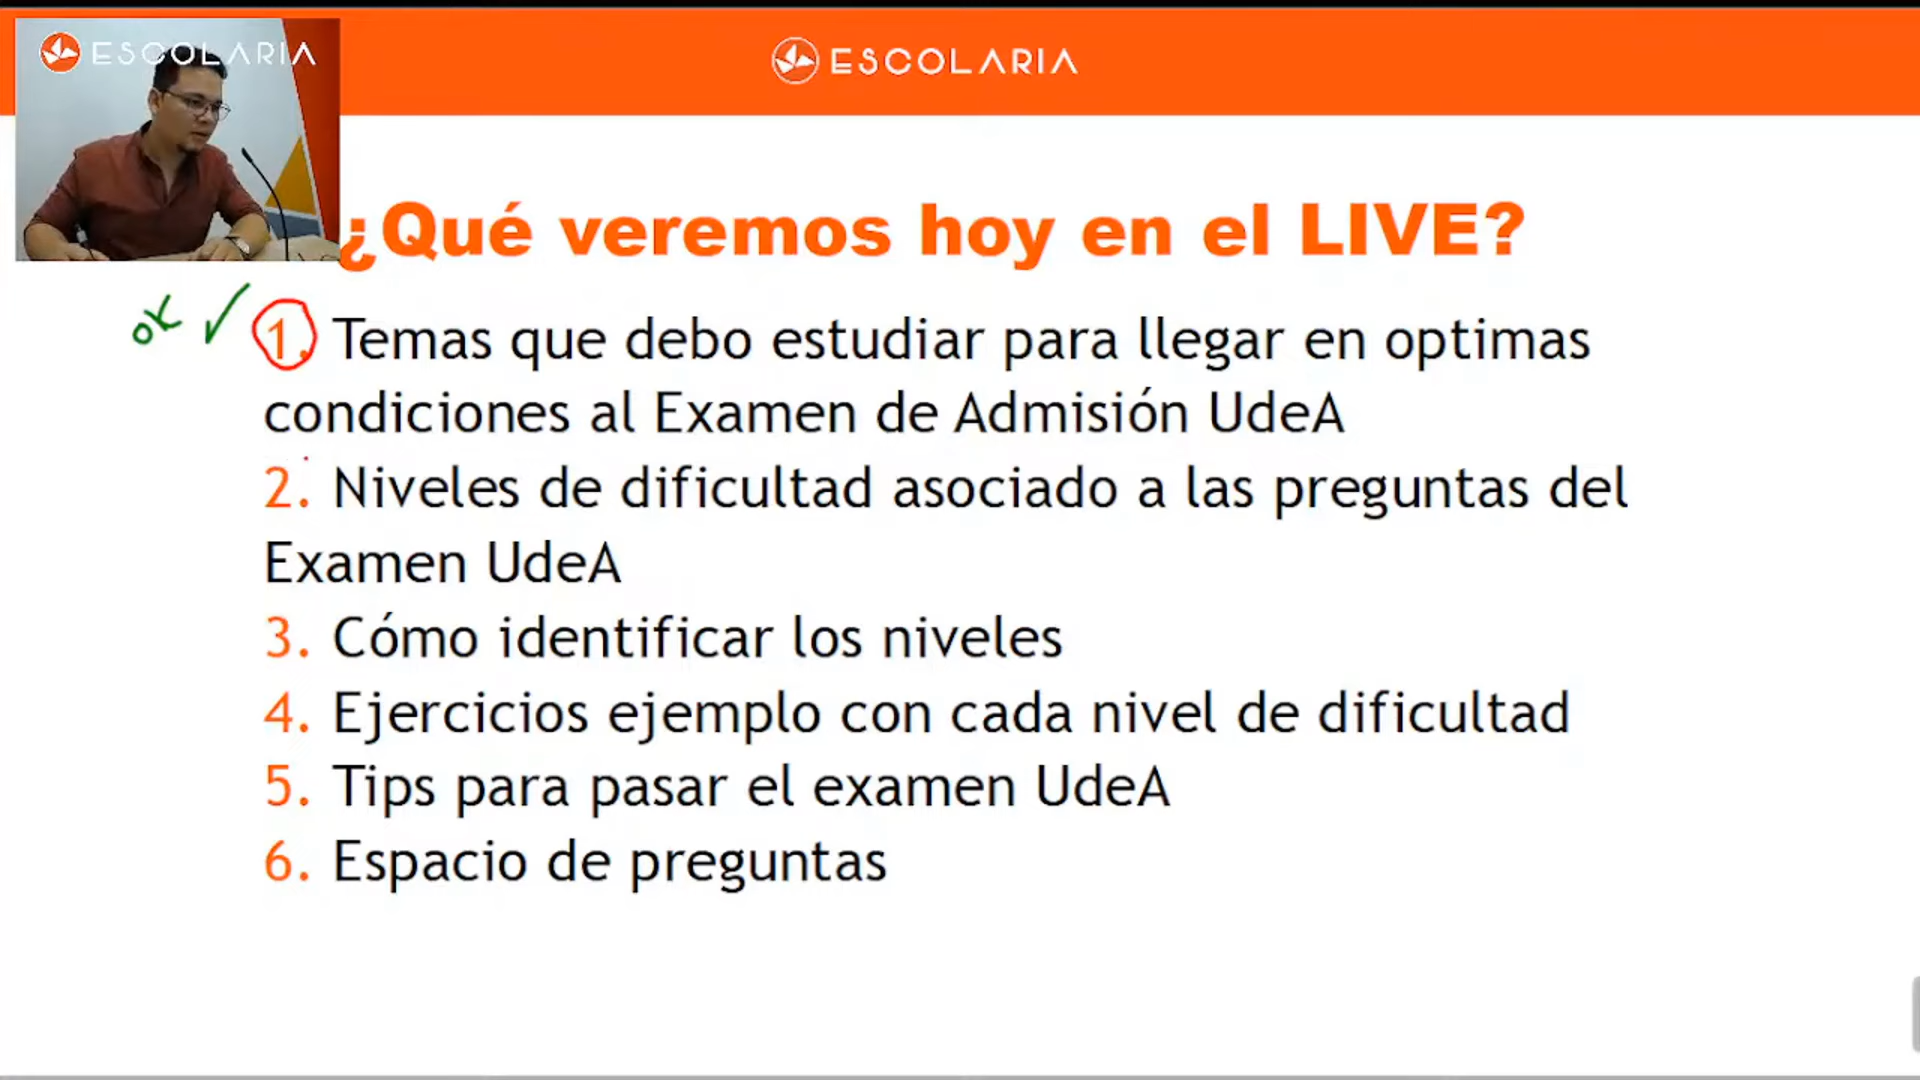 ESCOLARIA
ESCOLARIA
¿Qué veremos hoy en el LIVE?
ok ✓ 1. Temas que debo estudiar para llegar en optimas
condiciones al Examen de Admisión UdeA
2. Niveles de dificultad asociado a las preguntas del
Examen UdeA
3. Cómo identificar los niveles
4. Ejercicios ejemplo con cada nivel de dificultad
5. Tips para pasar el examen UdeA
6. Espacio de preguntas